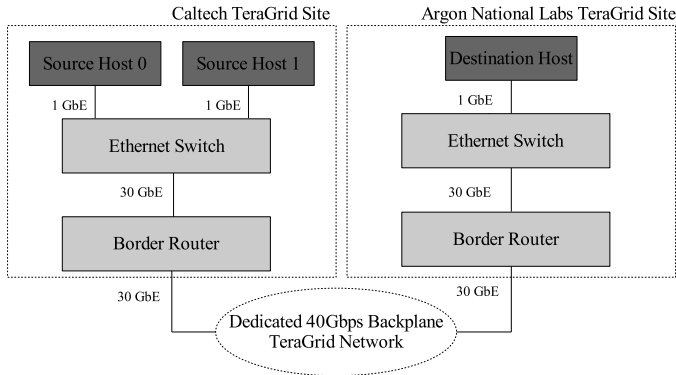 Caltech TeraGrid Site
Argon National Labs TeraGrid Site
Source Host 0
Source Host 1
Destination Host
1 GbE
1 GbE
1 GbE
Ethernet Switch
Ethernet Switch
30 GbE
30 GbE
Border Router
Border Router
30 GbE
30 GbE
Dedicated 40Gbps Backplane
TeraGrid Network